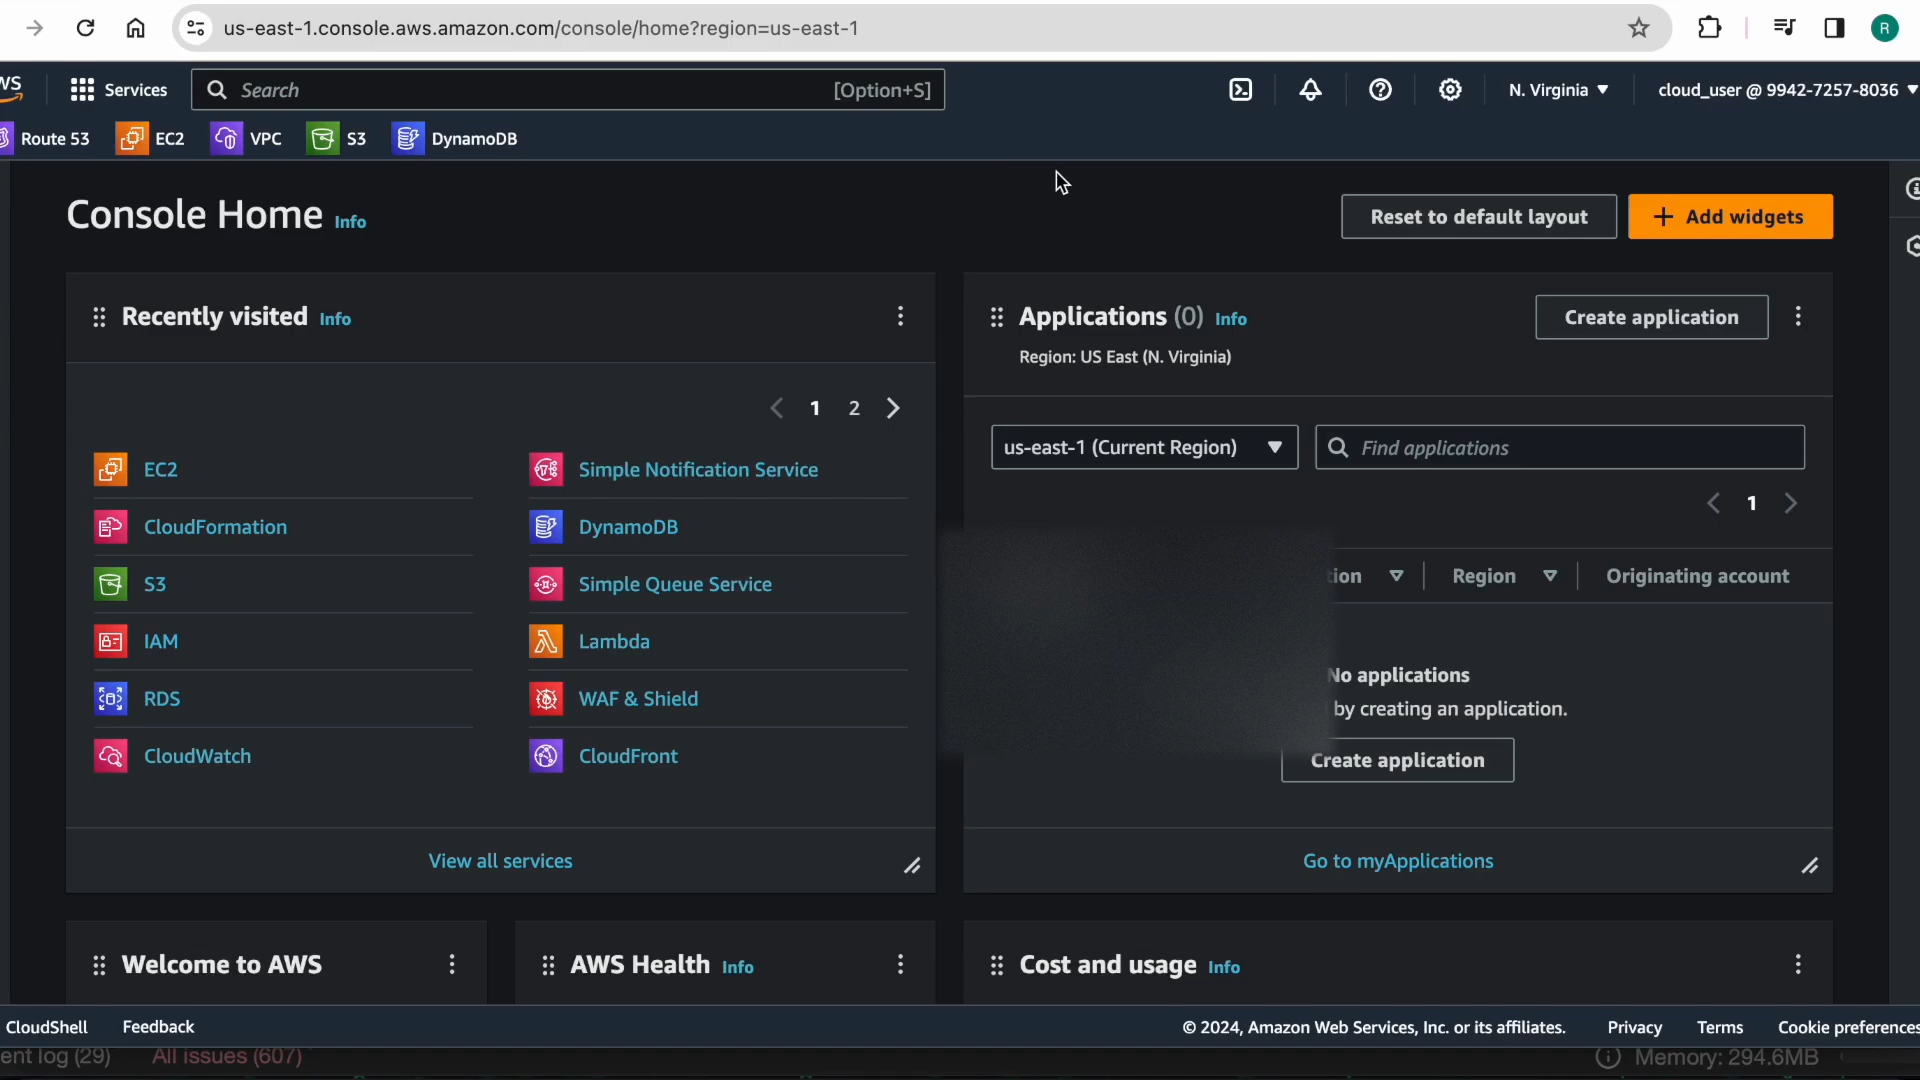 us-east-1.console.aws.amazon.com/console/home?region=us-east-1
R
Services
Search
[Option+S]
N. Virginia
cloud_user @ 9942-7257-8036
Route 53
EC2
VPC
S3
DynamoDB
Console Home
Info
Reset to default layout
+ Add widgets
Recently visited
Info
1
2
EC2
CloudFormation
S3
IAM
RDS
CloudWatch
Simple Notification Service
DynamoDB
Simple Queue Service
Lambda
WAF & Shield
CloudFront
View all services
Applications (0)
Info
Region: US East (N. Virginia)
Create application
us-east-1 (Current Region)
Find applications
1
tion
Region
Originating account
No applications
by creating an application.
Create application
Go to myApplications
Welcome to AWS
AWS Health
Info
Cost and usage
Info
CloudShell
Feedback
© 2024, Amazon Web Services, Inc. or its affiliates.
Privacy
Terms
Cookie preferences
ent log (29)
All issues (607)
Memory: 294.6MB